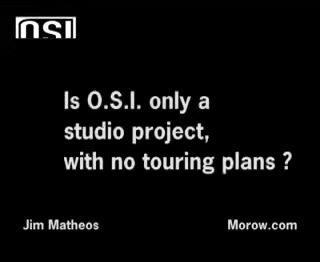 OSI
Is O.S.I. only a
studio project,
with no touring plans ?
Jim Matheos
Morow.com